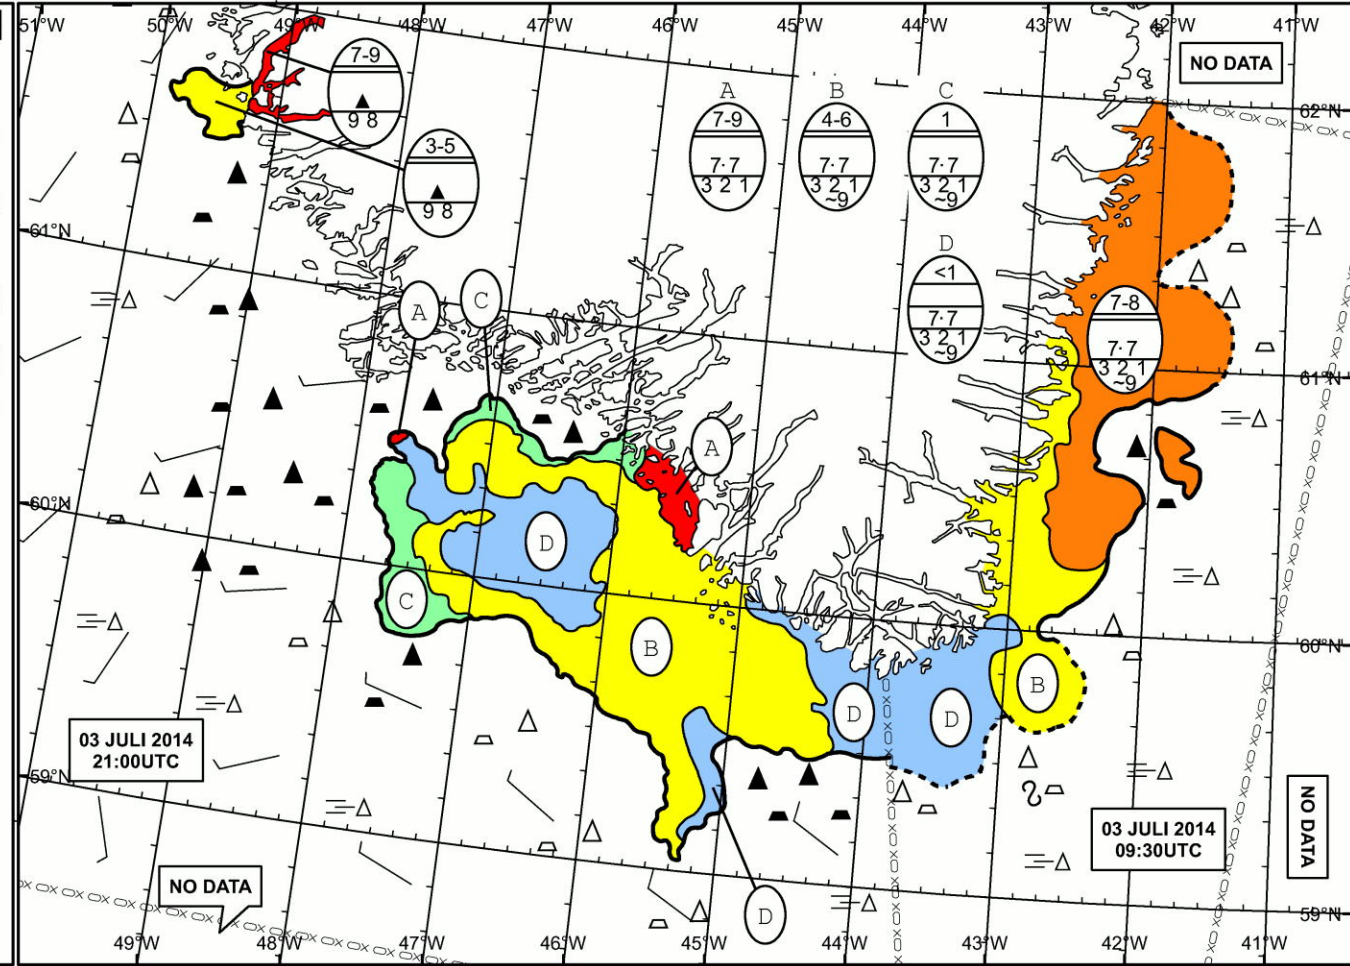 51°W 50°W 49°W 48°W 47°W 46°W 45°W 44°W 43°W 42°W 41°W
NO DATA
7-9
9 8
3-5
9 8
A B C
7-9 4-6 1
7·7 7·7 7·7
3 2 1 3 2 1 3 2 1
~9 ~9
D
<1
7·7
3 2 1
~9
62°N
61°N
A C
7-8
7·7
3 2 1
~9
61°N
A
60°N
D
C
B
60°N
B
D D
03 JULI 2014
21:00UTC
59°N
03 JULI 2014
09:30UTC
NO DATA
NO DATA
D
59°N
49°W 48°W 47°W 46°W 45°W 44°W 43°W 42°W 41°W